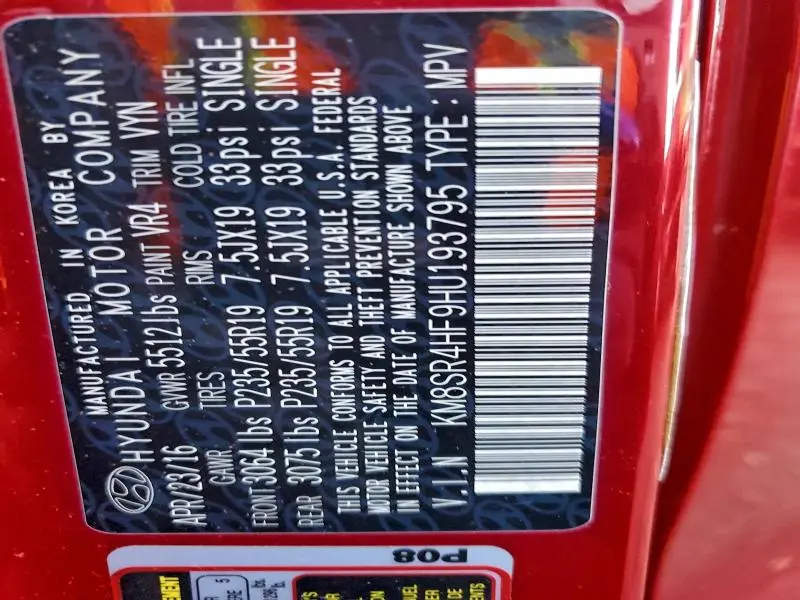 MANUFACTURED IN KOREA BY
HYUNDAI MOTOR COMPANY
APR/23/16 GVWR 5512lbs PAINT VR4 TRIM VYN
GAWR TIRES RIMS COLD TIRE INFL
FRONT 3064 lbs P235/55R19 7.5JX19 33psi SINGLE
REAR 3075 lbs P235/55R19 7.5JX19 33psi SINGLE
THIS VEHICLE CONFORMS TO ALL APPLICABLE U.S.A. FEDERAL
MOTOR VEHICLE SAFETY AND THEFT PREVENTION STANDARDS
IN EFFECT ON THE DATE OF MANUFACTURE SHOWN ABOVE
V.I.N KM8SR4HF9HU193795 TYPE : MPV
P08
5